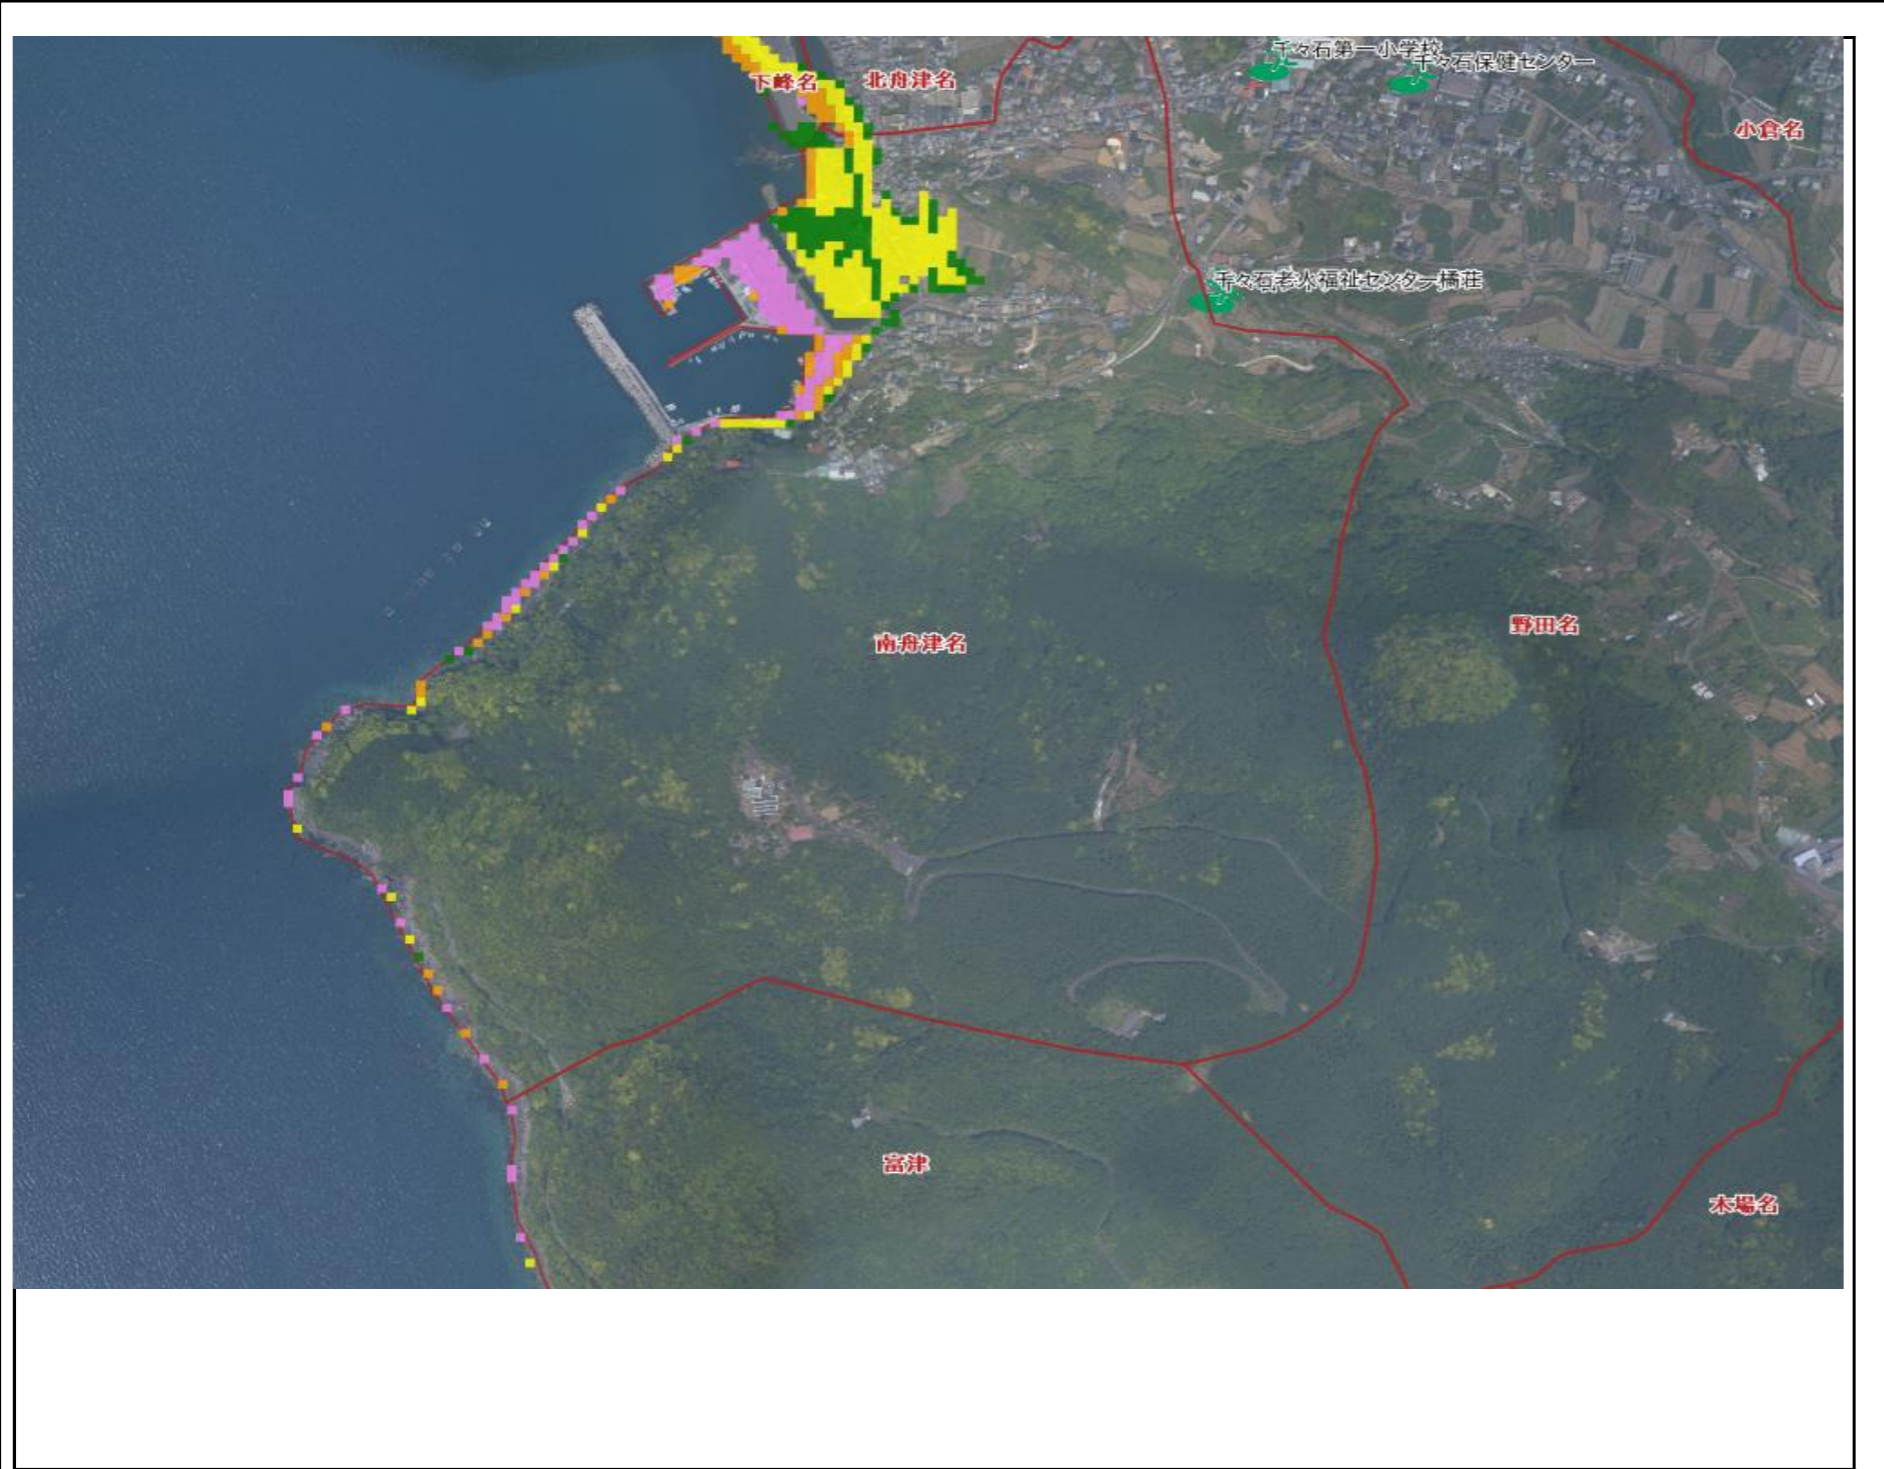 千々石第一小学校
千々石保健センター
下峰名
北舟津名
小倉名
千々石老人福祉センター橘荘
野田名
南舟津名
富津
木場名